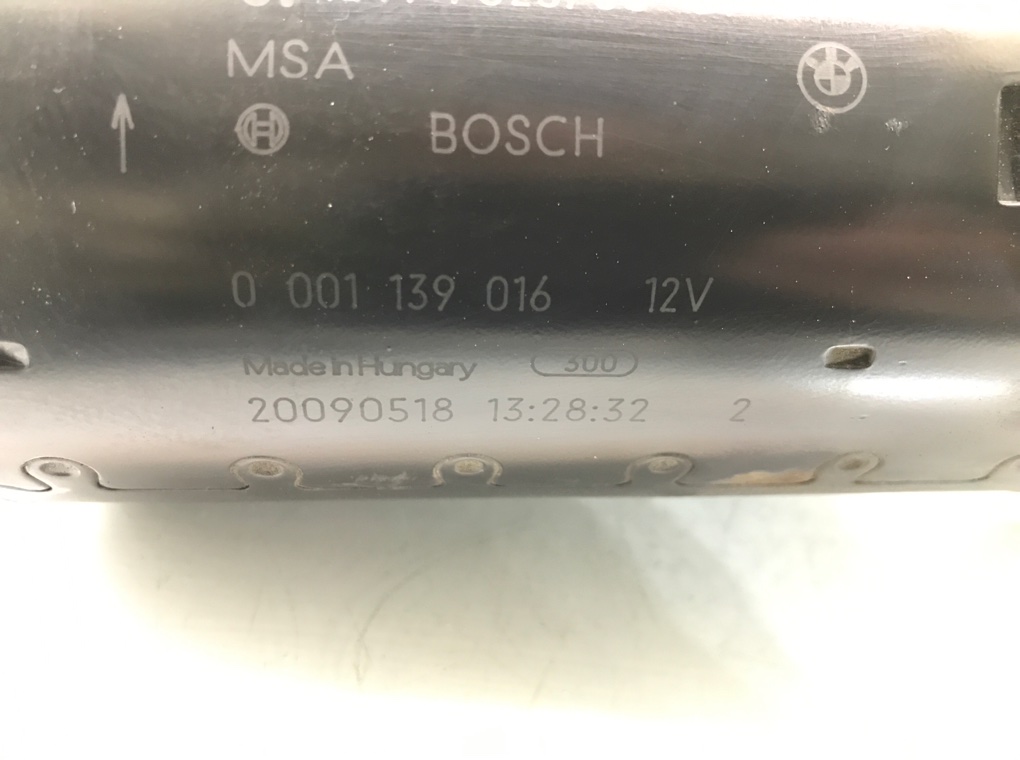 MSA
BOSCH
0 001 139 016 12V
Made in Hungary 300
20090518 13:28:32 2